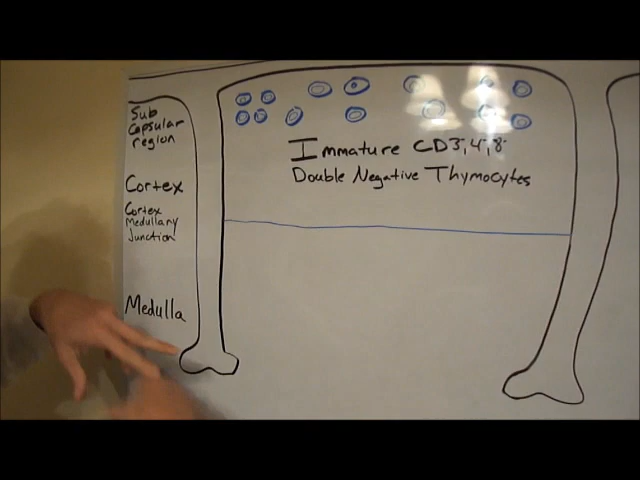 Sub
Capsular
region
Immature CD3⁻,4⁻,8⁻
Double Negative Thymocytes
Cortex
Cortex
Medullary
Junction
Medulla